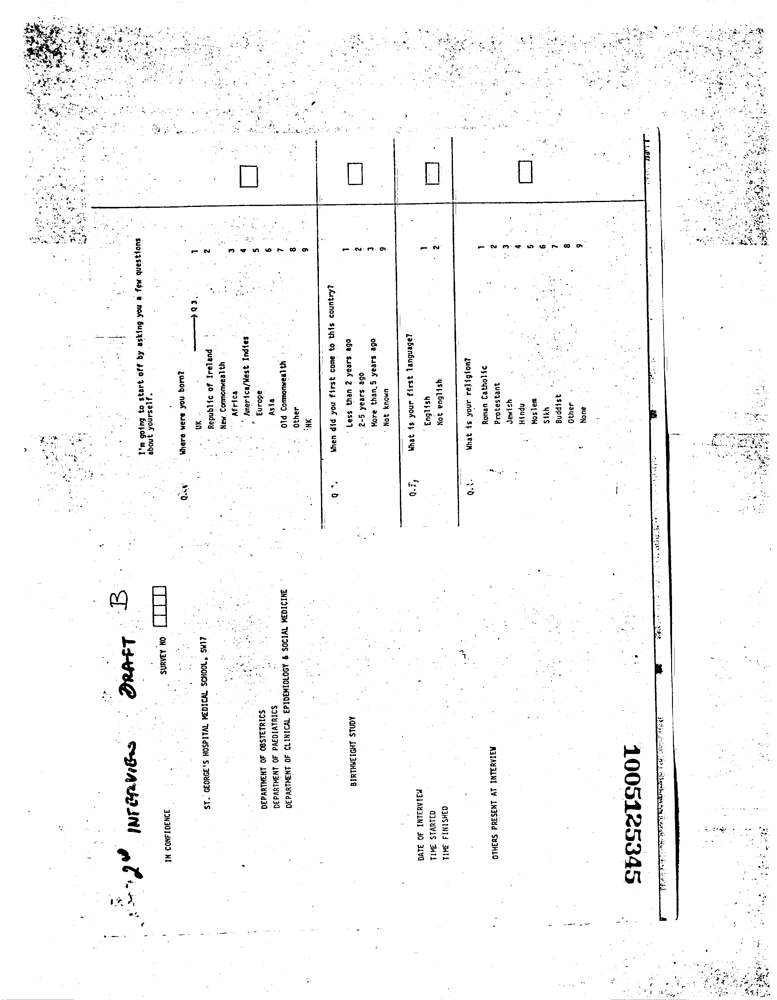 2nd INTERVIEW DRAFT B
IN CONFIDENCE
SURVEY NO
ST. GEORGE'S HOSPITAL MEDICAL SCHOOL, SW17
DEPARTMENT OF OBSTETRICS
DEPARTMENT OF PAEDIATRICS
DEPARTMENT OF CLINICAL EPIDEMIOLOGY & SOCIAL MEDICINE
BIRTHWEIGHT STUDY
DATE OF INTERVIEW
TIME STARTED
TIME FINISHED
OTHERS PRESENT AT INTERVIEW
1005125345
I'm going to start off by asking you a few questions
about yourself.
Where were you born?
UK 1 → Q3.
Republic of Ireland 2
New Commonwealth
Africa 3
America/West Indies 4
Europe 5
Asia 6
Old Commonwealth 7
Other 8
NK 9
Q
When did you first come to this country?
Less than 2 years ago 1
2-5 years ago 2
More than 5 years ago 3
Not known 9
What is your first language?
English 1
Not english 2
What is your religion?
Roman Catholic 1
Protestant 2
Jewish 3
Hindu 4
Moslem 5
Sikh 6
Buddist 7
Other 8
None 9